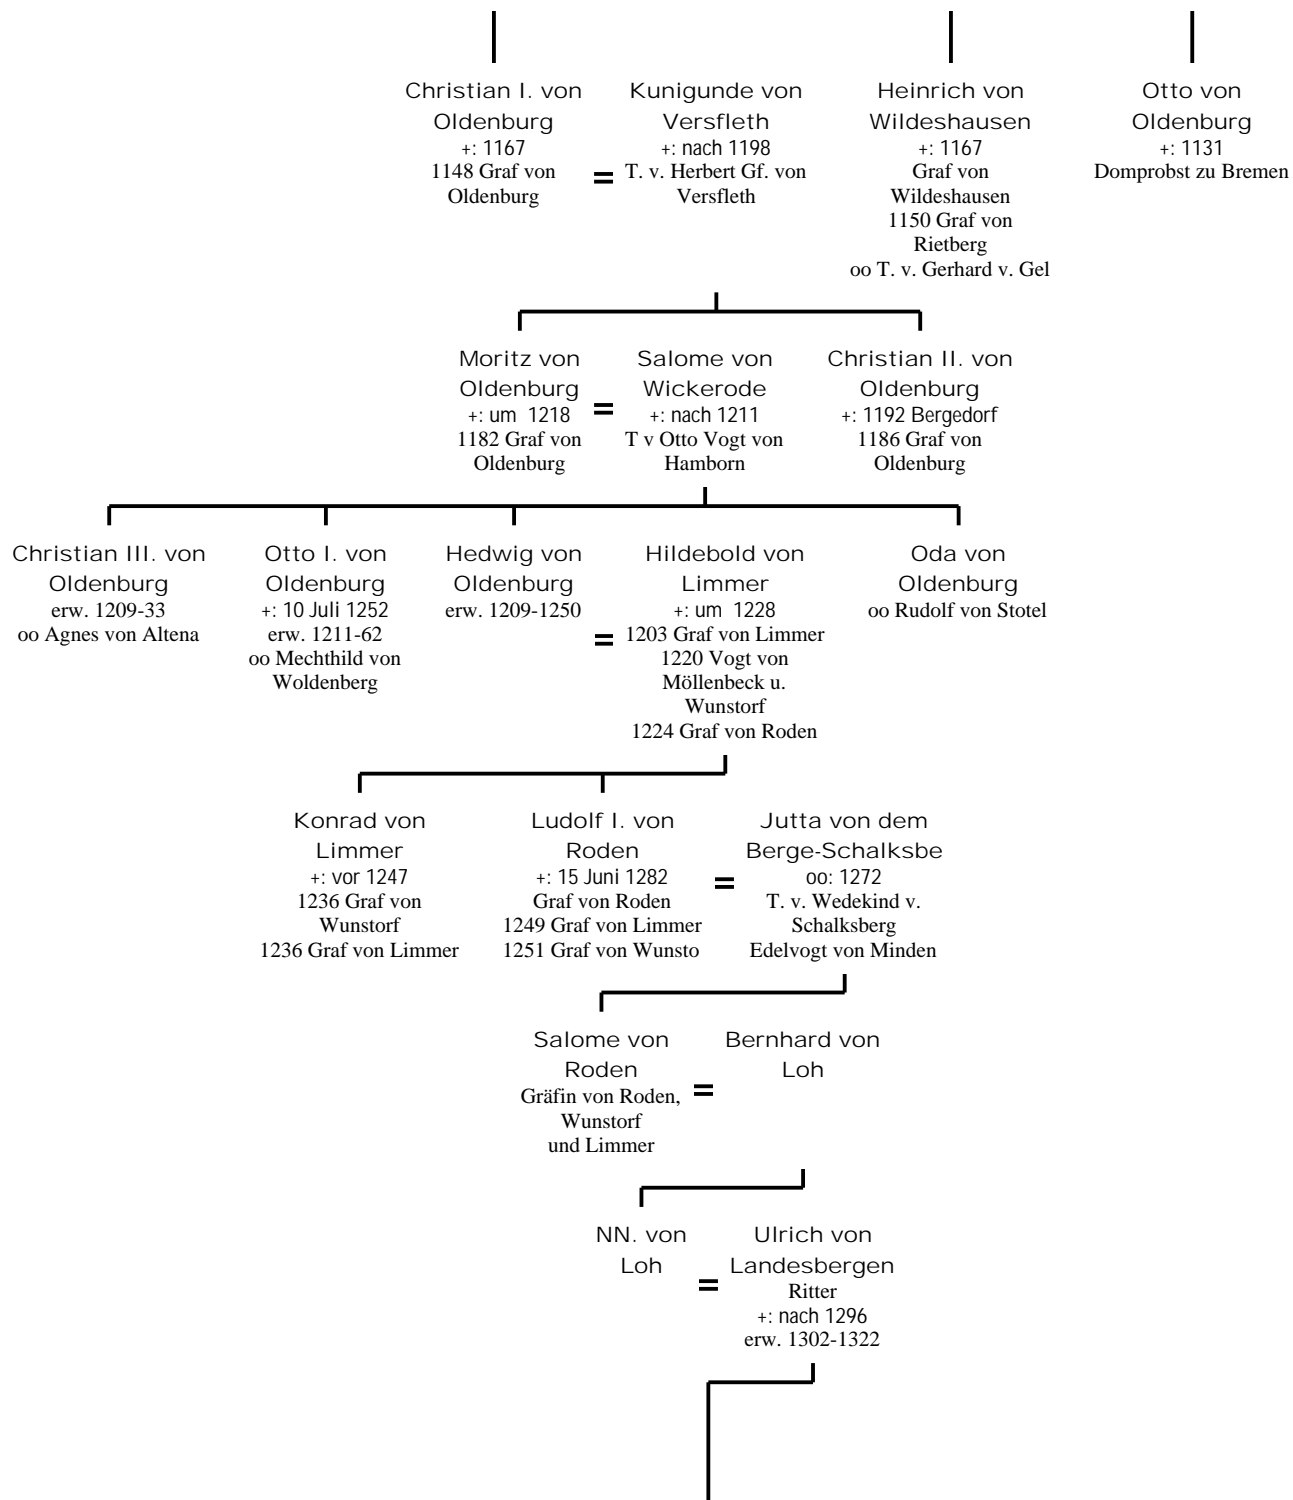 Christian I. von
Oldenburg
+: 1167
1148 Graf von
Oldenburg
=
Kunigunde von
Versfleth
+: nach 1198
T. v. Herbert Gf. von
Versfleth
Heinrich von
Wildeshausen
+: 1167
Graf von
Wildeshausen
1150 Graf von
Rietberg
oo T. v. Gerhard v. Gel
Otto von
Oldenburg
+: 1131
Domprobst zu Bremen
Moritz von
Oldenburg
+: um 1218
1182 Graf von
Oldenburg
=
Salome von
Wickerode
+: nach 1211
T v Otto Vogt von
Hamborn
Christian II. von
Oldenburg
+: 1192 Bergedorf
1186 Graf von
Oldenburg
Christian III. von
Oldenburg
erw. 1209-33
oo Agnes von Altena
Otto I. von
Oldenburg
+: 10 Juli 1252
erw. 1211-62
oo Mechthild von
Woldenberg
Hedwig von
Oldenburg
erw. 1209-1250
=
Hildebold von
Limmer
+: um 1228
1203 Graf von Limmer
1220 Vogt von
Möllenbeck u.
Wunstorf
1224 Graf von Roden
Oda von
Oldenburg
oo Rudolf von Stotel
Konrad von
Limmer
+: vor 1247
1236 Graf von
Wunstorf
1236 Graf von Limmer
Ludolf I. von
Roden
+: 15 Juni 1282
Graf von Roden
1249 Graf von Limmer
1251 Graf von Wunsto
=
Jutta von dem
Berge-Schalksbe
oo: 1272
T. v. Wedekind v.
Schalksberg
Edelvogt von Minden
Salome von
Roden
Gräfin von Roden,
Wunstorf
und Limmer
=
Bernhard von
Loh
NN. von
Loh
=
Ulrich von
Landesbergen
Ritter
+: nach 1296
erw. 1302-1322